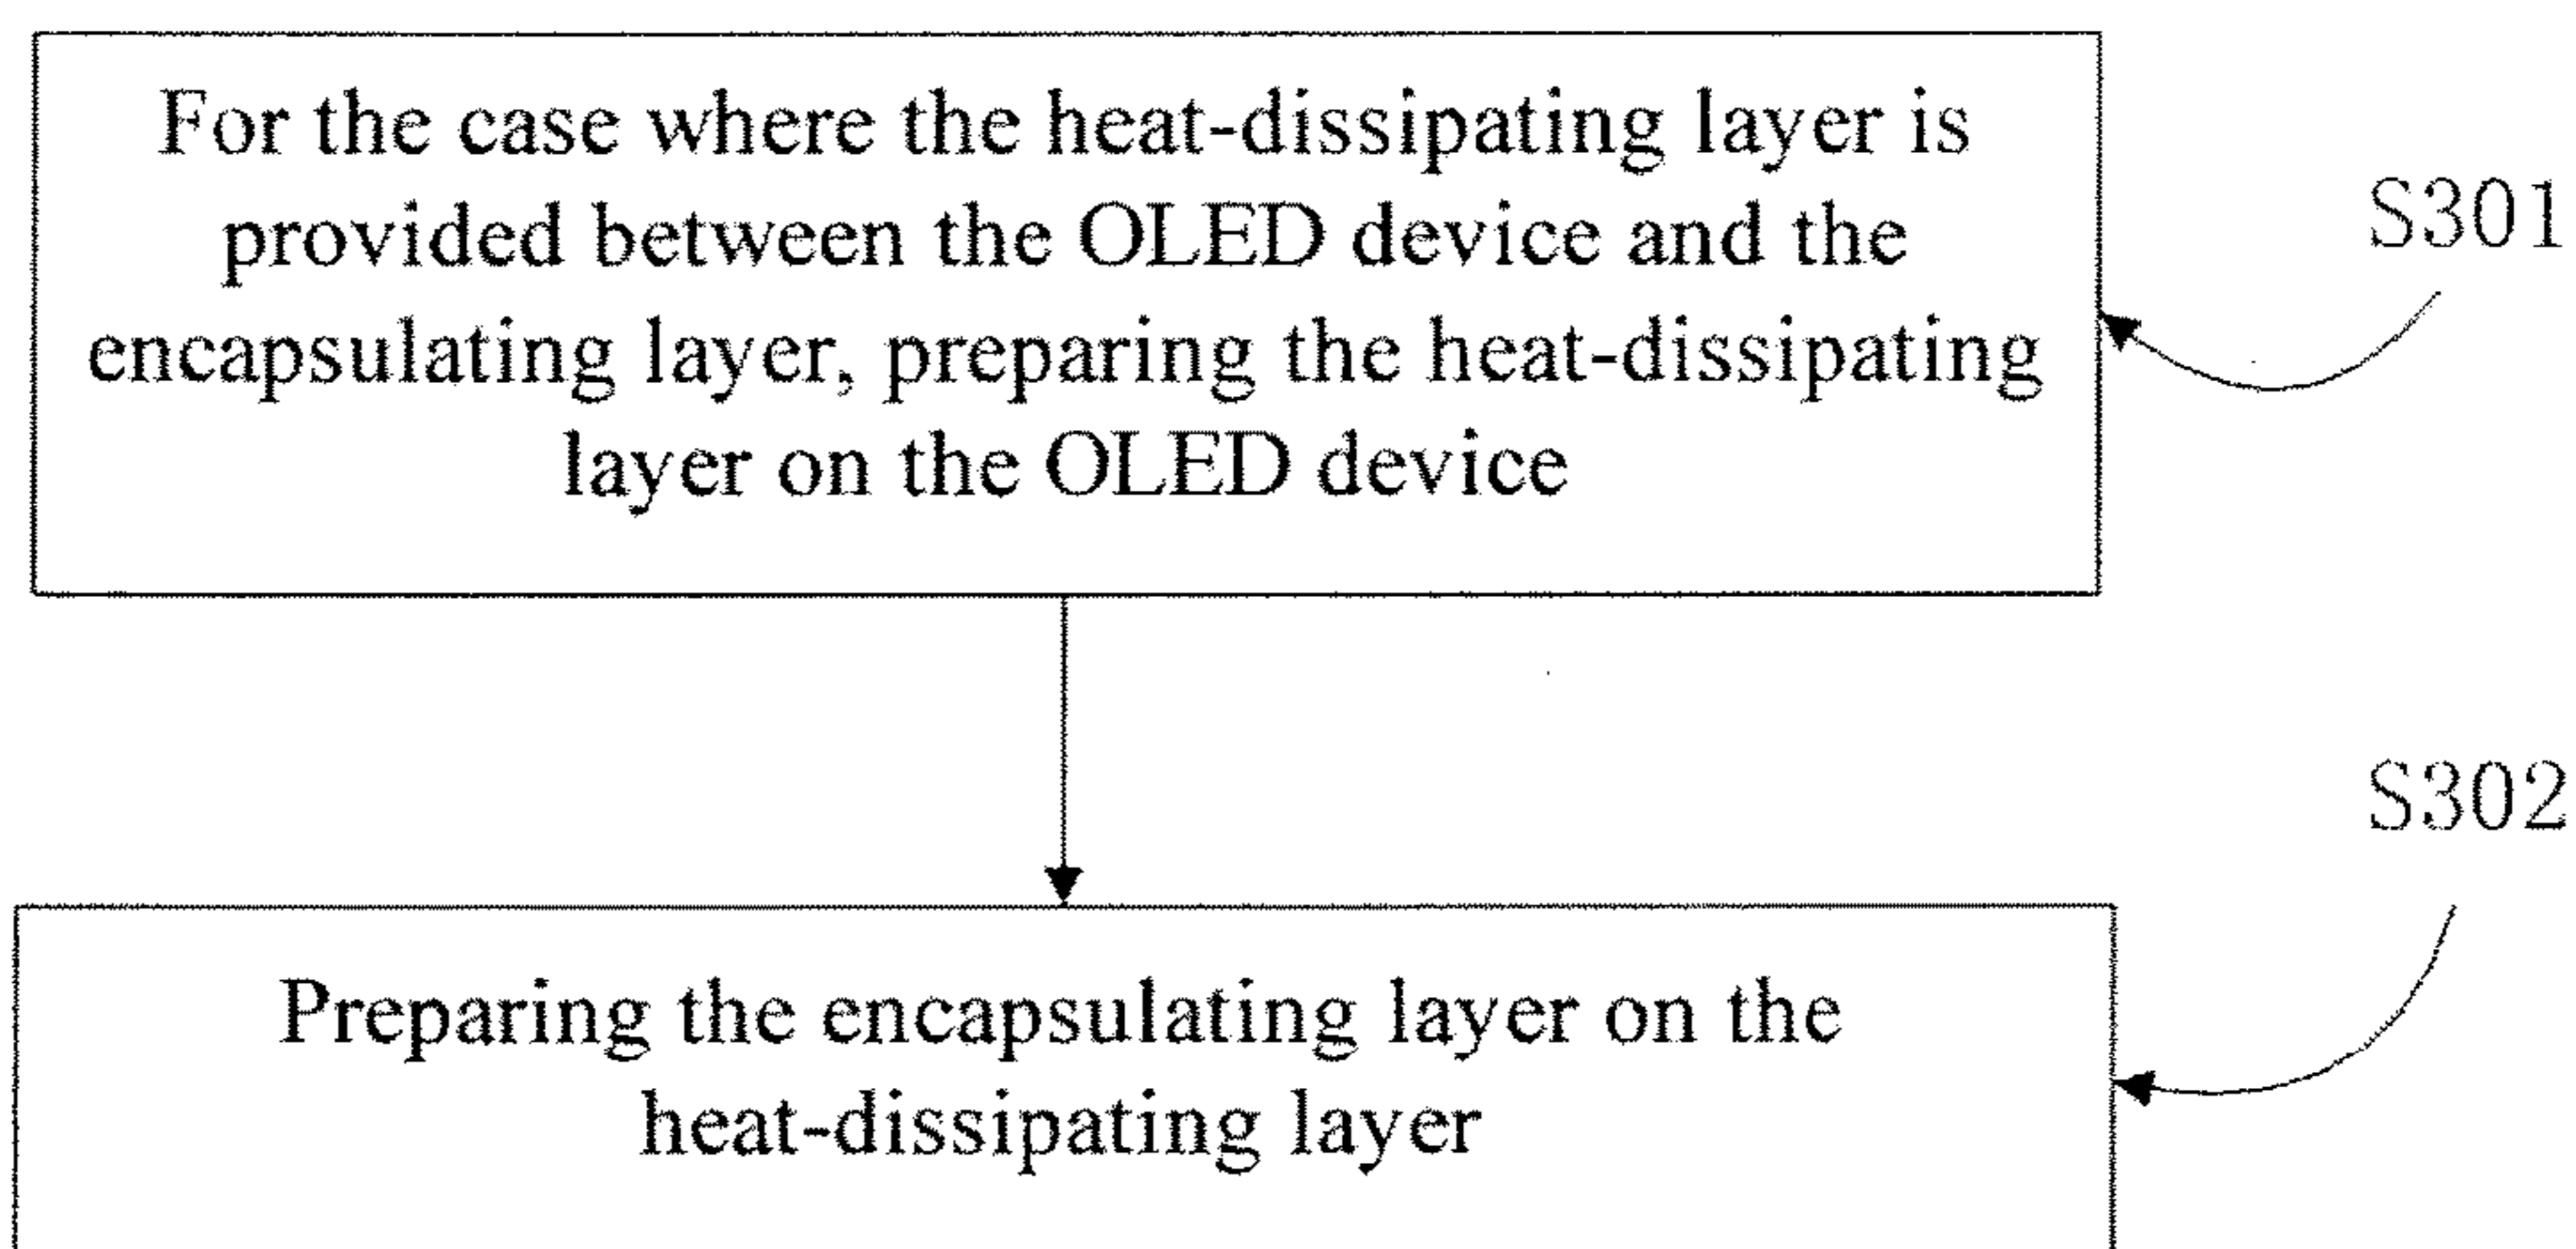 For the case where the heat-dissipating layer is
provided between the OLED device and the
encapsulating layer, preparing the heat-dissipating
layer on the OLED device
S301
S302
Preparing the encapsulating layer on the
heat-dissipating layer